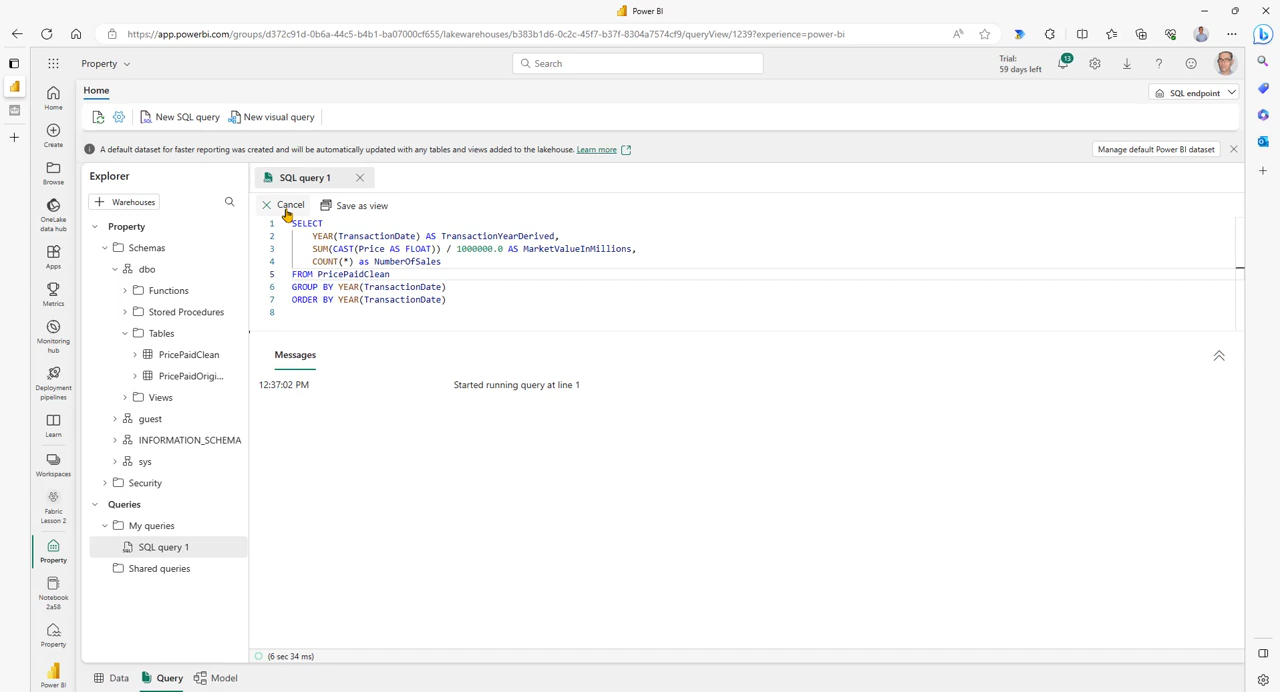 Power BI
https://app.powerbi.com/groups/d372c91d-0b6a-44c5-b4b1-ba07000cf655/lakewarehouses/b383b1d6-0c2c-45f7-b37f-8304a7574cf9/queryView/1239?experience=power-bi
Property
Search
Trial:
59 days left
13
Home
SQL endpoint
New SQL query
New visual query
A default dataset for faster reporting was created and will be automatically updated with any tables and views added to the lakehouse. Learn more
Manage default Power BI dataset
Home
Create
Browse
OneLake
data hub
Apps
Metrics
Monitoring
hub
Deployment
pipelines
Learn
Workspaces
Fabric
Lesson 2
Property
Notebook
2a58
Property
Power BI
Explorer
+ Warehouses
Property
Schemas
dbo
Functions
Stored Procedures
Tables
PricePaidClean
PricePaidOrigi...
Views
guest
INFORMATION_SCHEMA
sys
Security
Queries
My queries
SQL query 1
Shared queries
SQL query 1
Cancel
Save as view
1 SELECT
2 YEAR(TransactionDate) AS TransactionYearDerived,
3 SUM(CAST(Price AS FLOAT)) / 1000000.0 AS MarketValueInMillions,
4 COUNT(*) as NumberOfSales
5 FROM PricePaidClean
6 GROUP BY YEAR(TransactionDate)
7 ORDER BY YEAR(TransactionDate)
8
Messages
12:37:02 PM Started running query at line 1
(6 sec 34 ms)
Data
Query
Model